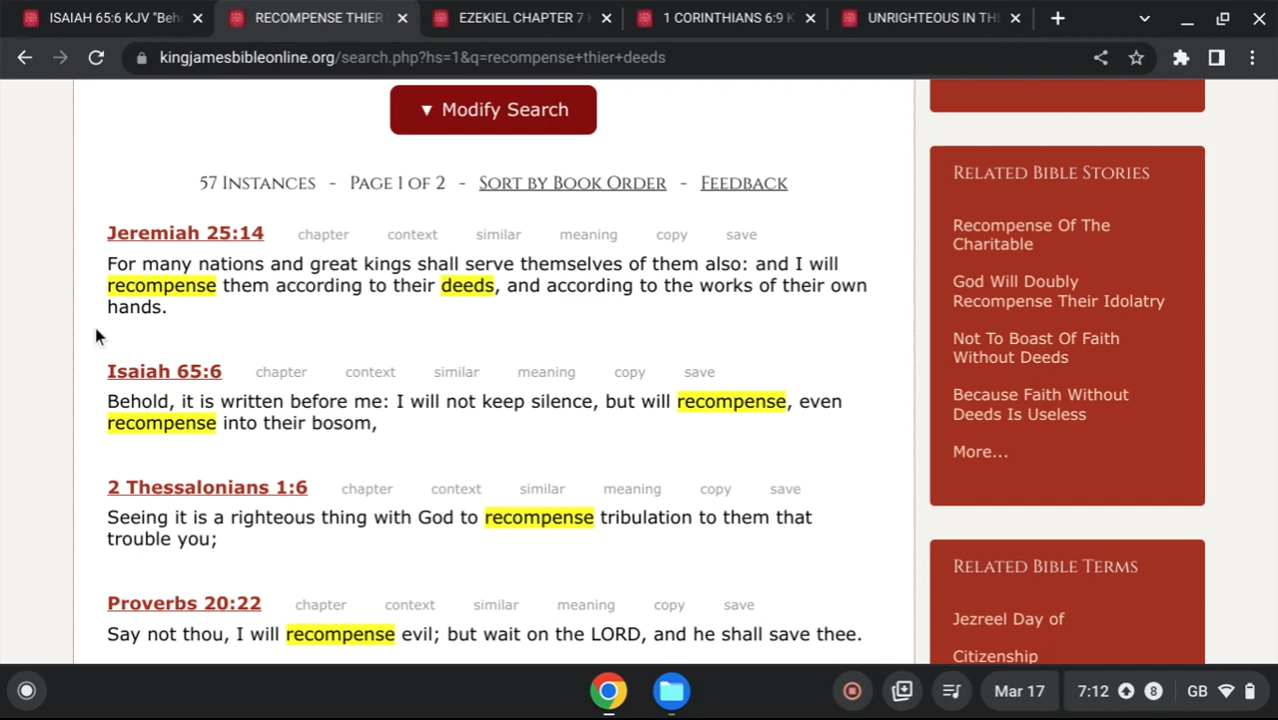 ISAIAH 65:6 KJV "Beh
RECOMPENSE THIER
EZEKIEL CHAPTER 7 K
1 CORINTHIANS 6:9 K
UNRIGHTEOUS IN TH
kingjamesbibleonline.org/search.php?hs=1&q=recompense+thier+deeds
▼ Modify Search
57 INSTANCES - PAGE 1 OF 2 - SORT BY BOOK ORDER - FEEDBACK
Jeremiah 25:14 chapter context similar meaning copy save
For many nations and great kings shall serve themselves of them also: and I will
recompense them according to their deeds, and according to the works of their own
hands.
Isaiah 65:6 chapter context similar meaning copy save
Behold, it is written before me: I will not keep silence, but will recompense, even
recompense into their bosom,
2 Thessalonians 1:6 chapter context similar meaning copy save
Seeing it is a righteous thing with God to recompense tribulation to them that
trouble you;
Proverbs 20:22 chapter context similar meaning copy save
Say not thou, I will recompense evil; but wait on the LORD, and he shall save thee.
RELATED BIBLE STORIES
Recompense Of The
Charitable
God Will Doubly
Recompense Their Idolatry
Not To Boast Of Faith
Without Deeds
Because Faith Without
Deeds Is Useless
More...
RELATED BIBLE TERMS
Jezreel Day of
Citizenship
Mar 17
7:12
8
GB